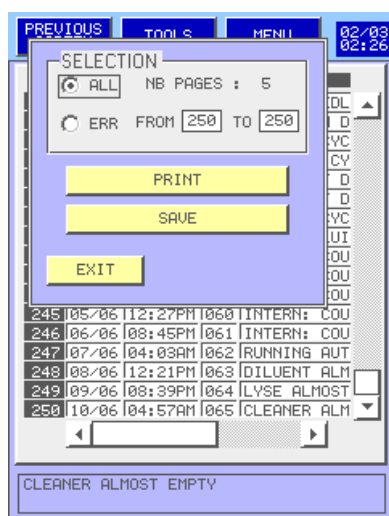 PREVIOUS TOOLS MENU 02/03
02:26
SELECTION
ALL NB PAGES : 5
ERR FROM 250 TO 250
PRINT
SAVE
EXIT
245 05/06 12:27PM 060 INTERN: COU
246 06/06 08:45PM 061 INTERN: COU
247 07/06 04:03AM 062 RUNNING AUT
248 08/06 12:21PM 063 DILUENT ALM
249 09/06 08:39PM 064 LYSE ALMOST
250 10/06 04:57AM 065 CLEANER ALM
CLEANER ALMOST EMPTY